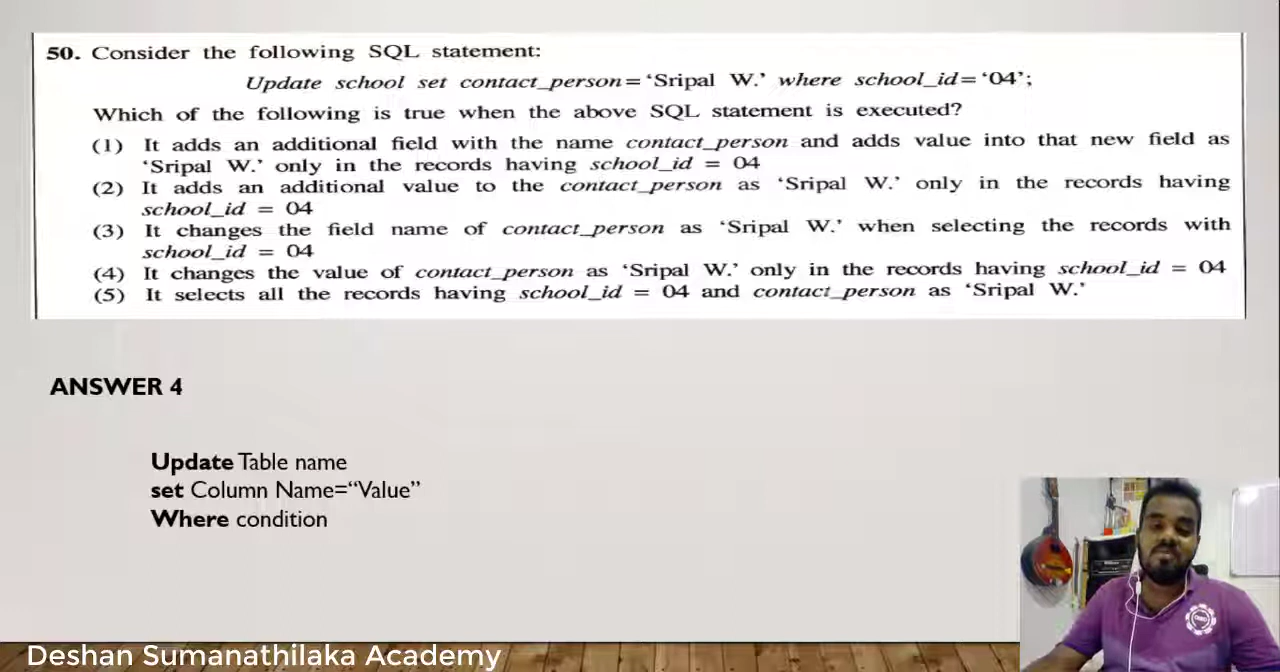 50. Consider the following SQL statement:
Update school set contact_person=‘Sripal W.’ where school_id=‘04’;
Which of the following is true when the above SQL statement is executed?
(1) It adds an additional field with the name contact_person and adds value into that new field as
‘Sripal W.’ only in the records having school_id = 04
(2) It adds an additional value to the contact_person as ‘Sripal W.’ only in the records having
school_id = 04
(3) It changes the field name of contact_person as ‘Sripal W.’ when selecting the records with
school_id = 04
(4) It changes the value of contact_person as ‘Sripal W.’ only in the records having school_id = 04
(5) It selects all the records having school_id = 04 and contact_person as ‘Sripal W.’
ANSWER 4
Update Table name
set Column Name=“Value”
Where condition
Deshan Sumanathilaka Academy